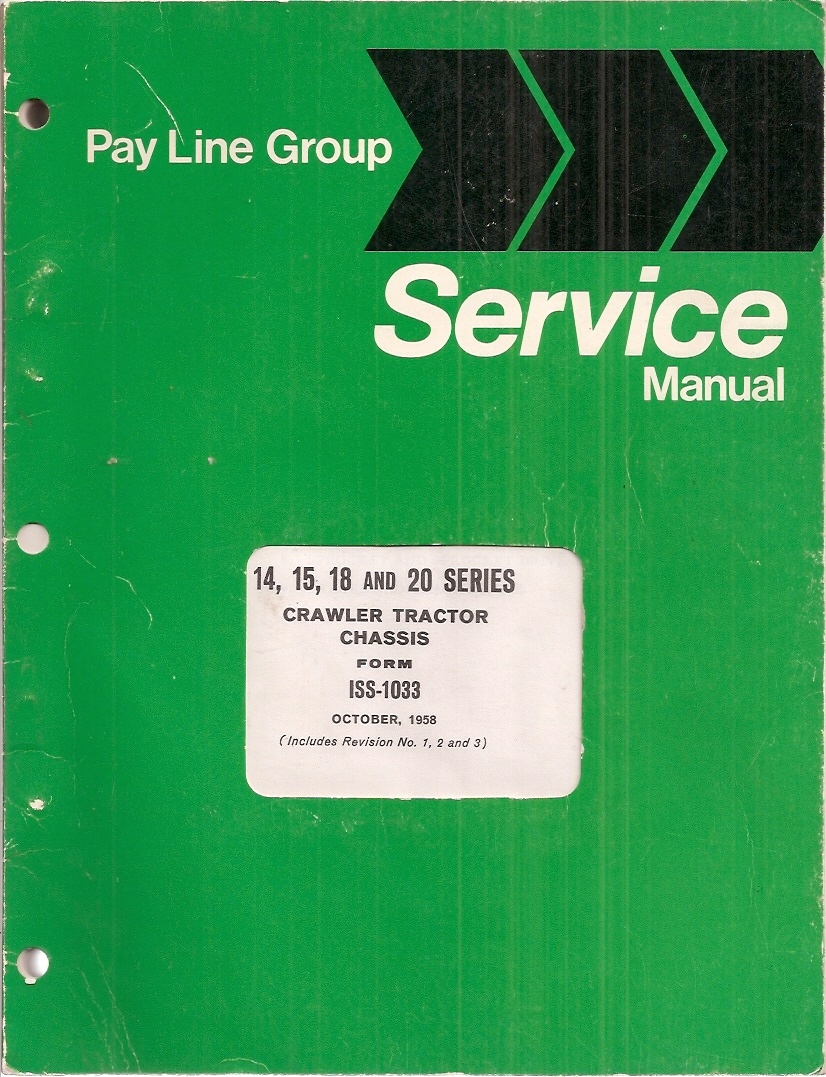 Pay Line Group
Service
Manual
14, 15, 18 AND 20 SERIES
CRAWLER TRACTOR
CHASSIS
FORM
ISS-1033
OCTOBER, 1958
(Includes Revision No. 1, 2 and 3)